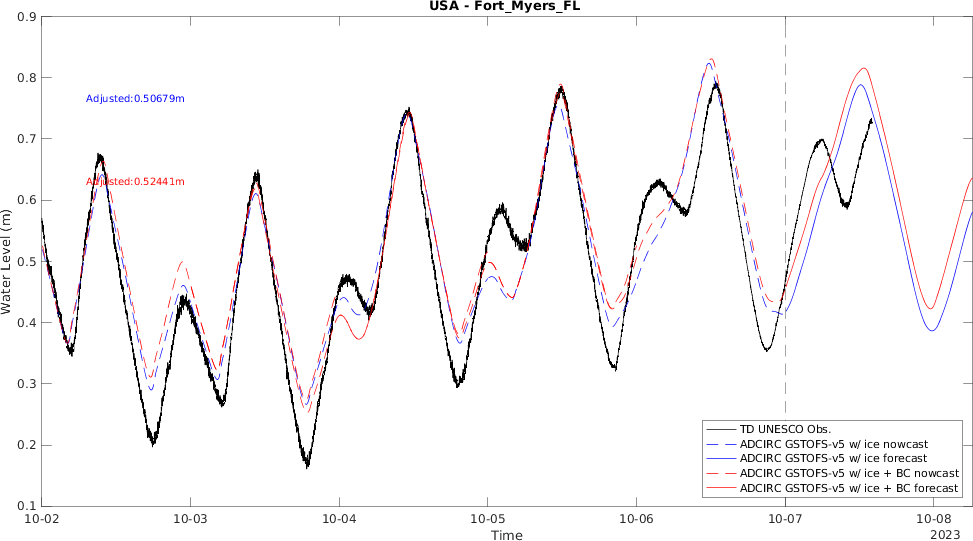 USA - Fort_Myers_FL
0.9
0.8
0.7
0.6
0.5
0.4
0.3
0.2
0.1
Water Level (m)
Adjusted:0.50679m
Adjusted:0.52441m
TD UNESCO Obs.
ADCIRC GSTOFS-v5 w/ ice nowcast
ADCIRC GSTOFS-v5 w/ ice forecast
ADCIRC GSTOFS-v5 w/ ice + BC nowcast
ADCIRC GSTOFS-v5 w/ ice + BC forecast
10-02 10-03 10-04 10-05 10-06 10-07 10-08
Time
2023